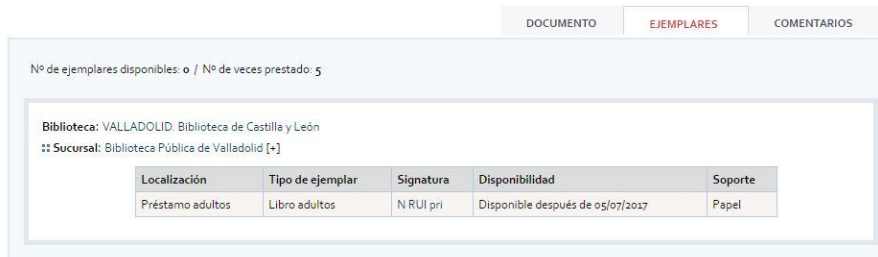 DOCUMENTO EJEMPLARES COMENTARIOS
Nº de ejemplares disponibles: 0 / Nº de veces prestado: 5
Biblioteca: VALLADOLID. Biblioteca de Castilla y León
:: Sucursal: Biblioteca Pública de Valladolid [+]
Localización Tipo de ejemplar Signatura Disponibilidad Soporte
Préstamo adultos Libro adultos N RUI pri Disponible después de 05/07/2017 Papel